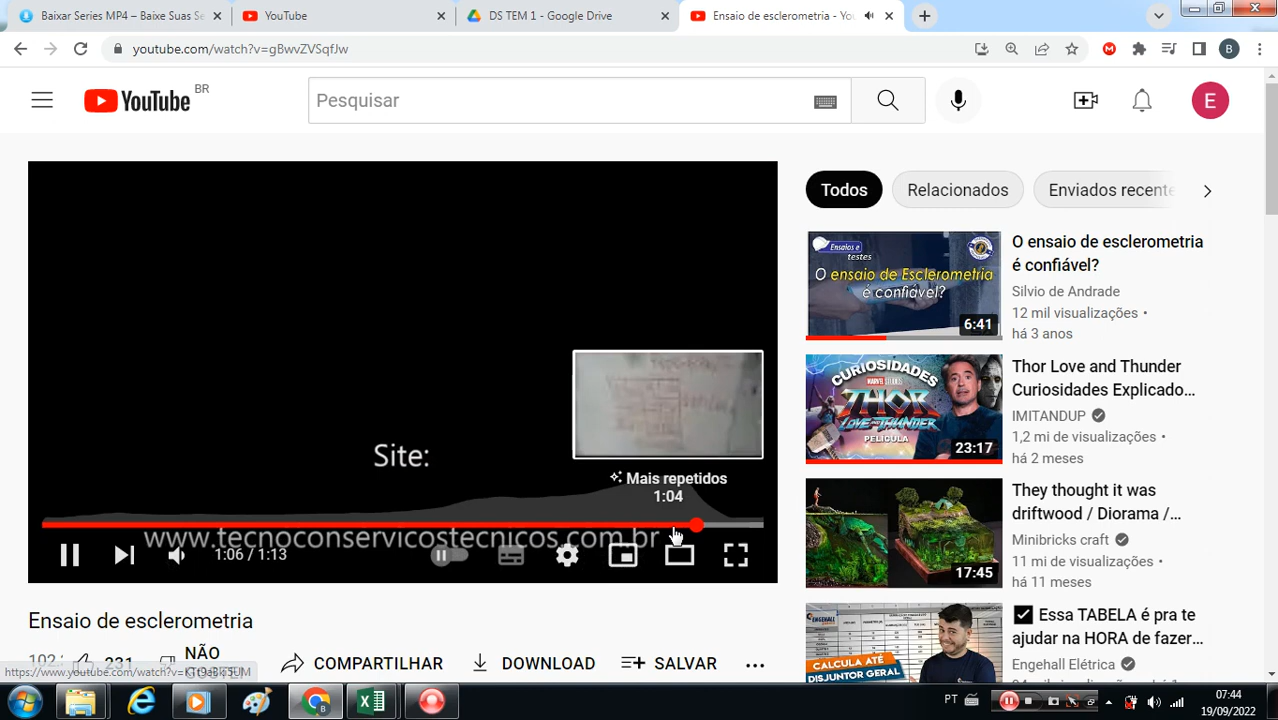 Baixar Series MP4 – Baixe Suas Se
YouTube
DS TEM 1 - Google Drive
Ensaio de esclerometria - You
youtube.com/watch?v=gBwvZVSqfJw
B
YouTube BR
Pesquisar
E
Todos
Relacionados
Enviados recente
Ensaios e testes
O ensaio de Esclerometria
é confiável?
6:41
O ensaio de esclerometria
é confiável?
Silvio de Andrade
12 mil visualizações •
há 3 anos
CURIOSIDADES
MARVEL STUDIOS
THOR
LOVE AND THUNDER
PELICULA
23:17
Thor Love and Thunder
Curiosidades Explicado...
IMITANDUP
1,2 mi de visualizações •
há 2 meses
17:45
They thought it was
driftwood / Diorama /...
Minibricks craft
11 mi de visualizações •
há 11 meses
ENGEHALL
CALCULA ATÉ
DISJUNTOR GERAL
Essa TABELA é pra te
ajudar na HORA de fazer...
Engehall Elétrica
Site:
Mais repetidos
1:04
www.tecnoconservicostecnicos.com.br
1:06 / 1:13
Ensaio de esclerometria
NÃO
COMPARTILHAR
DOWNLOAD
SALVAR
PT
07:44
19/09/2022